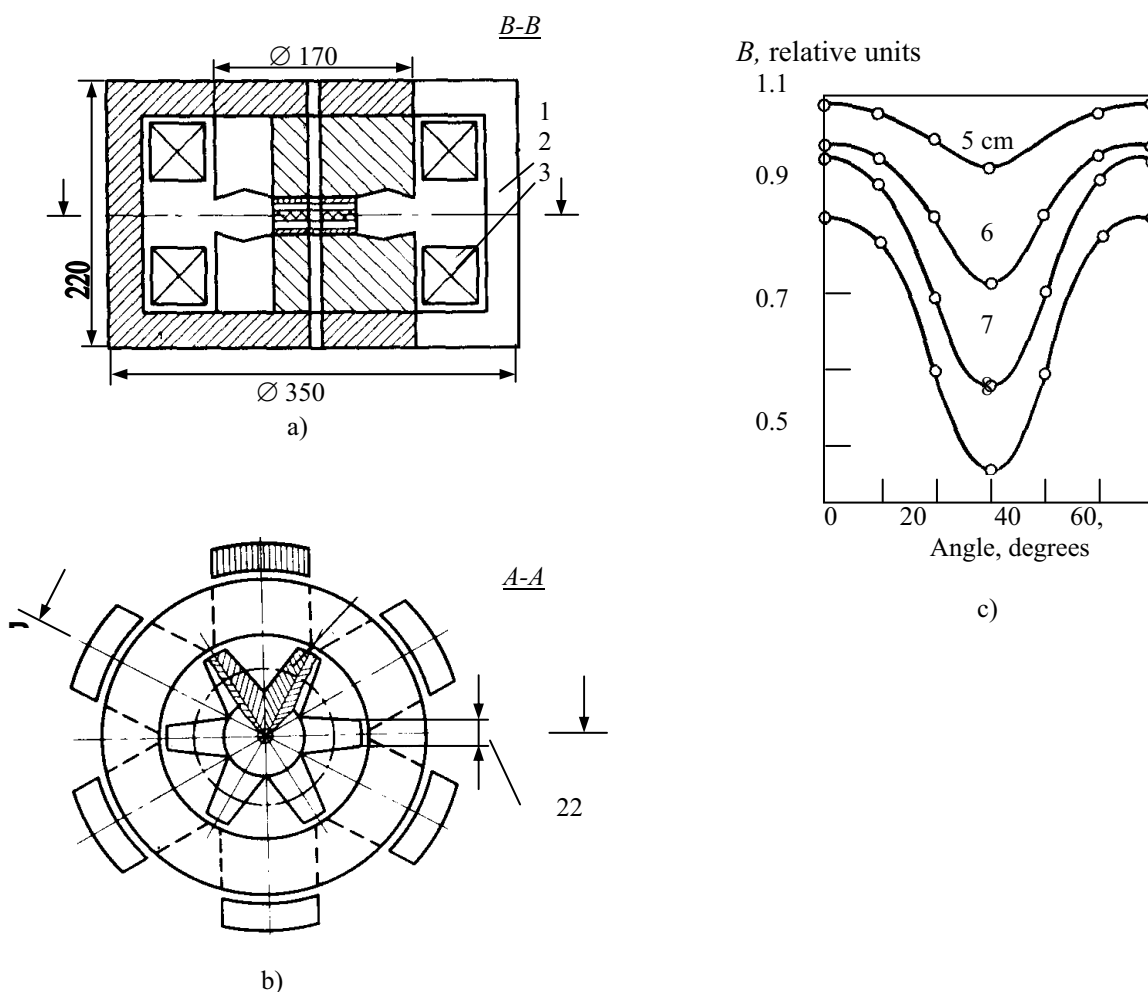 B-B
∅ 170
1
2
3
220
∅ 350
a)
A-A
22
b)
B, relative units
1.1
5 cm
0.9
6
0.7
7
8
0.5
0 20 40 60,
Angle, degrees
c)